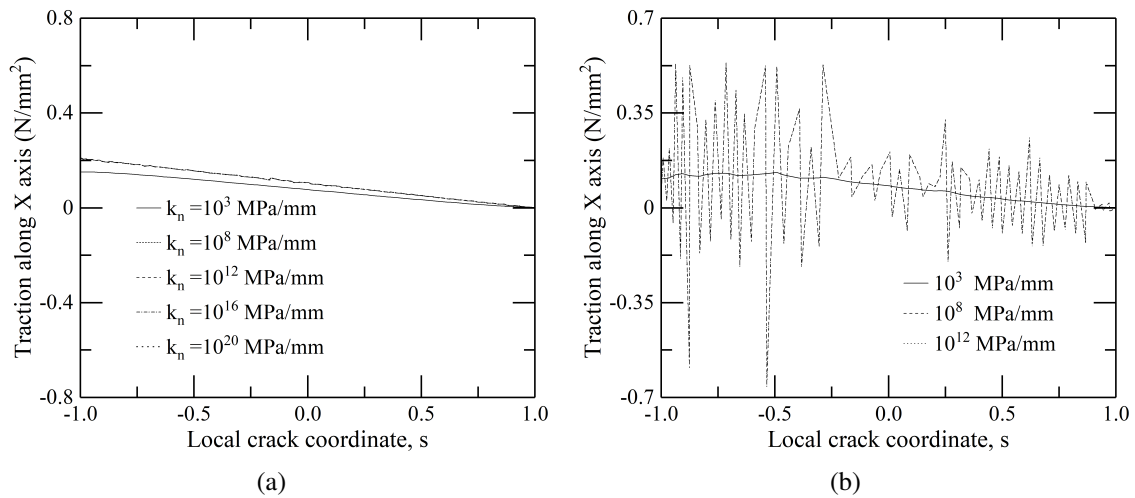 0.8
0.4
0
-0.4
-0.8
Traction along X axis (N/mm²)
kₙ =10³ MPa/mm
kₙ =10⁸ MPa/mm
kₙ =10¹² MPa/mm
kₙ =10¹⁶ MPa/mm
kₙ =10²⁰ MPa/mm
-1.0 -0.5 0.0 0.5 1.0
Local crack coordinate, s
(a)
0.7
0.35
0
-0.35
-0.7
Traction along X axis (N/mm²)
10³ MPa/mm
10⁸ MPa/mm
10¹² MPa/mm
-1.0 -0.5 0.0 0.5 1.0
Local crack coordinate, s
(b)